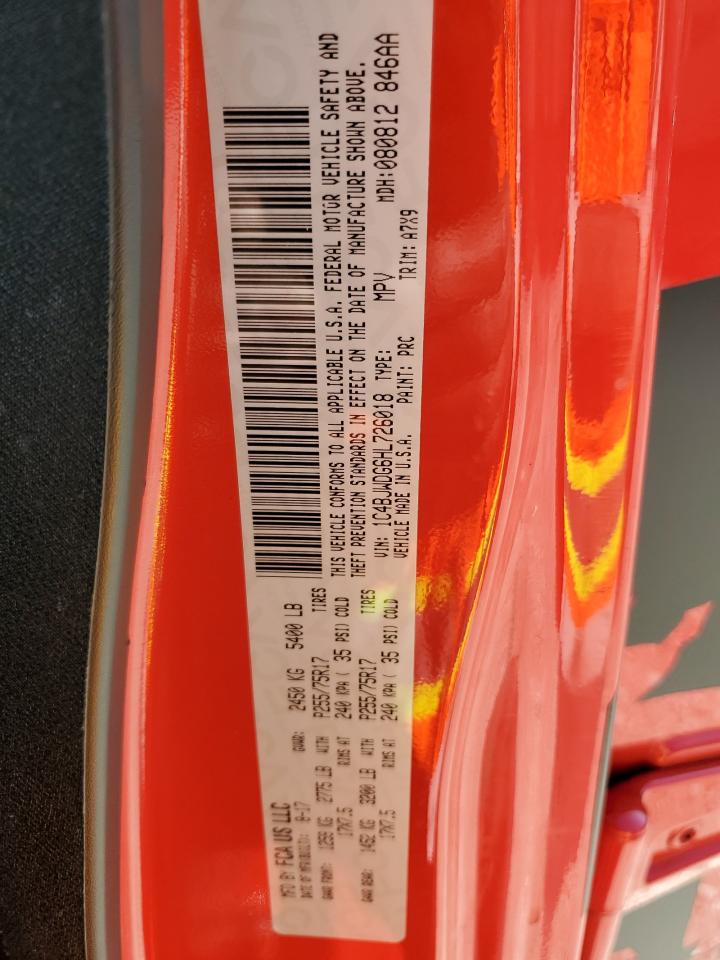 MFD BY FCA US LLC
DATE OF MFR: 8-17 GVWR: 2450 KG 5400 LB
GAWR FRONT: 1258 KG 2775 LB WITH P255/75R17 TIRES
17X7.5 RIMS AT 240 KPA ( 35 PSI) COLD
GAWR REAR: 1452 KG 3200 LB WITH P255/75R17 TIRES
17X7.5 RIMS AT 240 KPA ( 35 PSI) COLD
THIS VEHICLE CONFORMS TO ALL APPLICABLE U.S.A. FEDERAL MOTOR VEHICLE SAFETY AND
THEFT PREVENTION STANDARDS IN EFFECT ON THE DATE OF MANUFACTURE SHOWN ABOVE.
VIN: 1C4BJWDG6HL726018 TYPE: MPV MDH:080812 846AA
VEHICLE MADE IN U.S.A. PAINT: PRC TRIM: A7X9